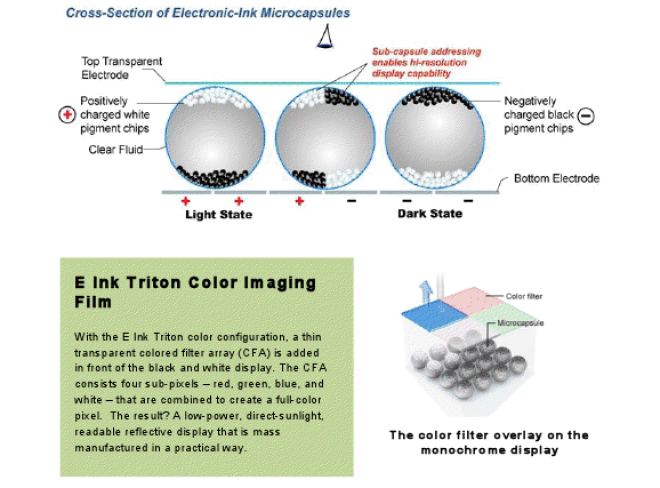 Cross-Section of Electronic-Ink Microcapsules
Sub-capsule addressing
enables hi-resolution
display capability
Top Transparent
Electrode
Positively
charged white
pigment chips
+
Clear Fluid
Negatively
charged black
pigment chips
−
Bottom Electrode
+ + + − − −
Light State
Dark State
E Ink Triton Color Imaging
Film
With the E Ink Triton color configuration, a thin
transparent colored filter array (CFA) is added
in front of the black and white display. The CFA
consists four sub-pixels – red, green, blue, and
white – that are combined to create a full-color
pixel. The result? A low-power, direct-sunlight,
readable reflective display that is mass
manufactured in a practical way.
Color filter
Microcapsule
The color filter overlay on the
monochrome display